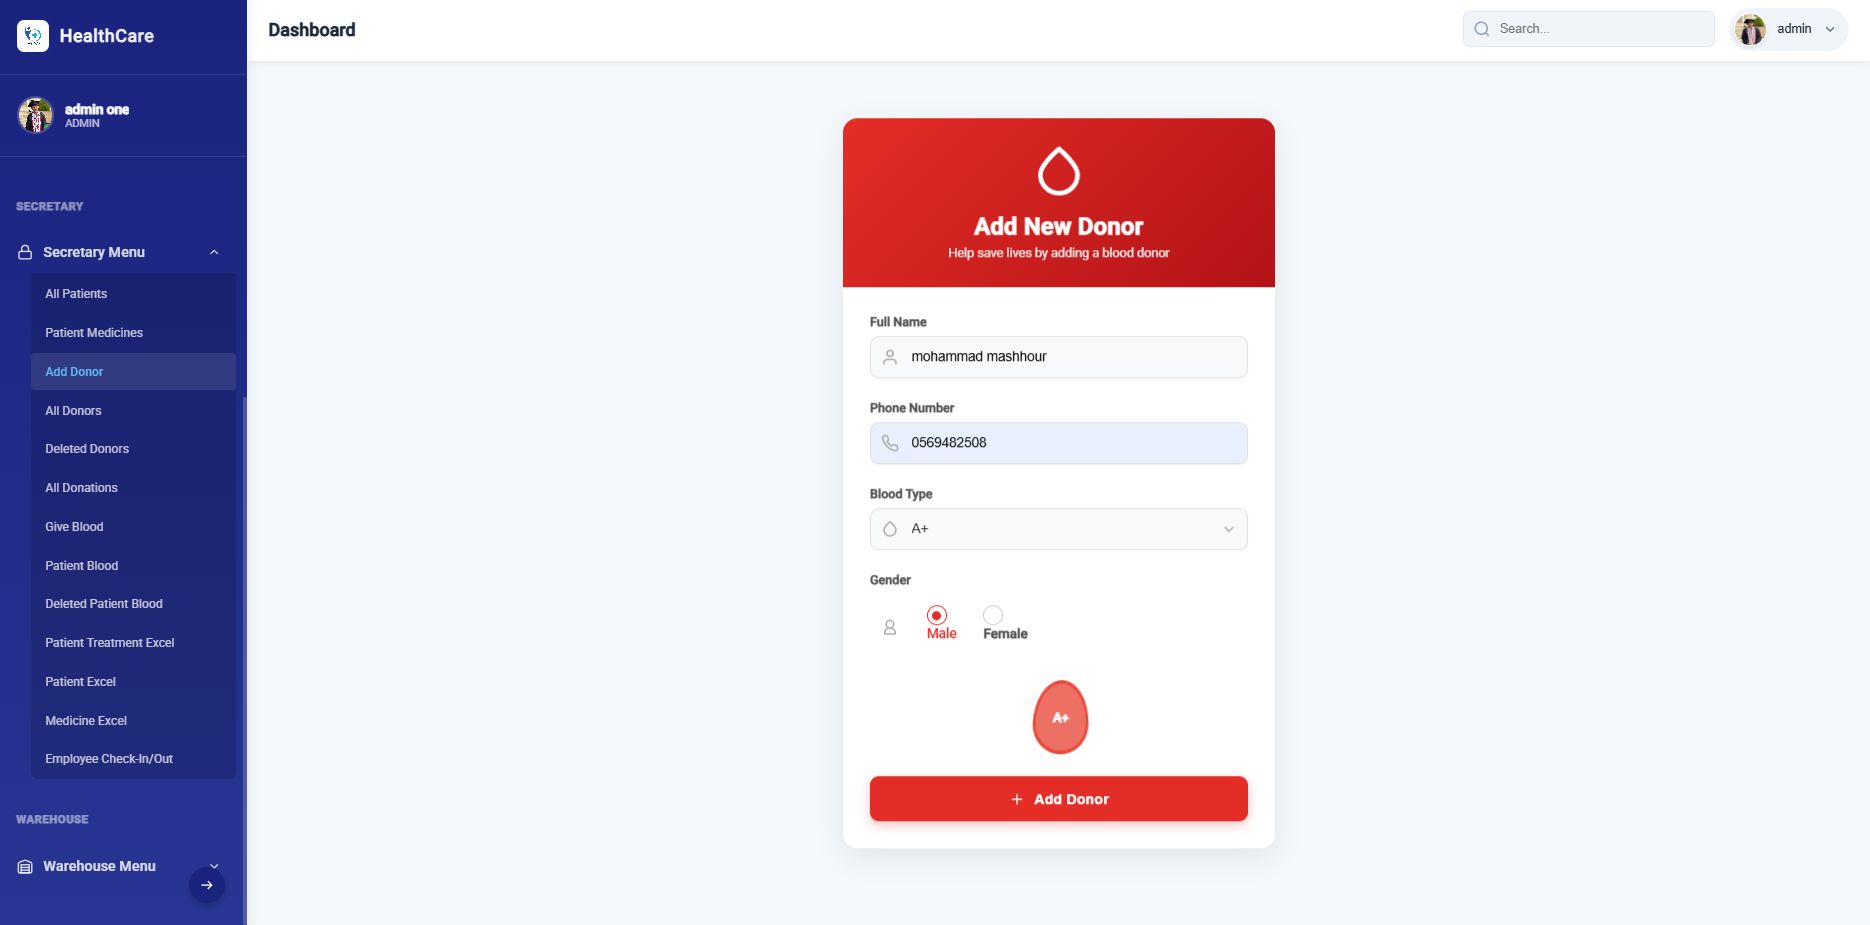 HealthCare
Dashboard
Search...
admin
admin one
ADMIN
SECRETARY
Secretary Menu
All Patients
Patient Medicines
Add Donor
All Donors
Deleted Donors
All Donations
Give Blood
Patient Blood
Deleted Patient Blood
Patient Treatment Excel
Patient Excel
Medicine Excel
Employee Check-In/Out
WAREHOUSE
Warehouse Menu
Add New Donor
Help save lives by adding a blood donor
Full Name
mohammad mashhour
Phone Number
0569482508
Blood Type
A+
Gender
Male
Female
A+
Add Donor